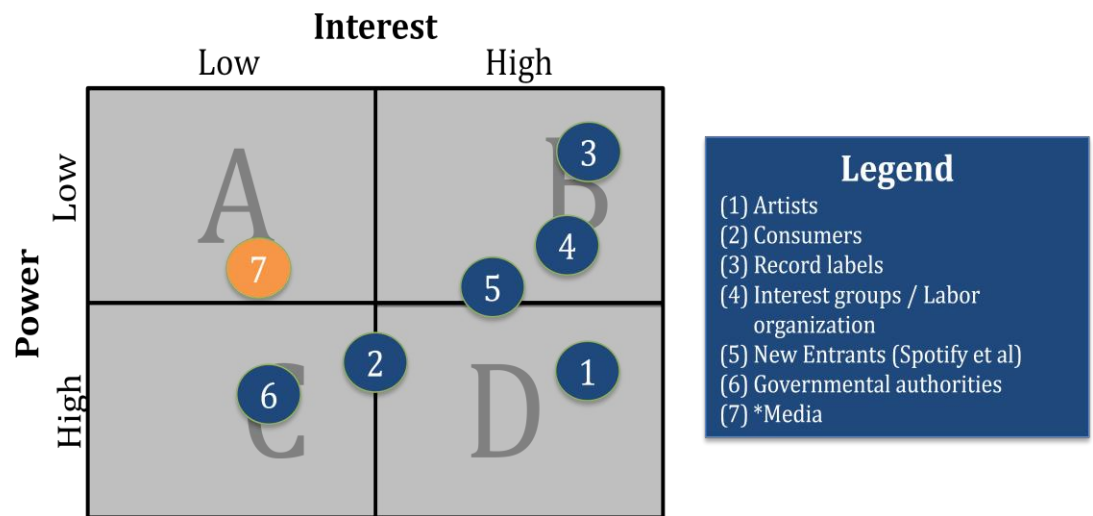 Interest
Low
High
Power
Low
High
A
B
C
D
3
4
7
5
2
1
6
Legend
(1) Artists
(2) Consumers
(3) Record labels
(4) Interest groups / Labor
organization
(5) New Entrants (Spotify et al)
(6) Governmental authorities
(7) *Media